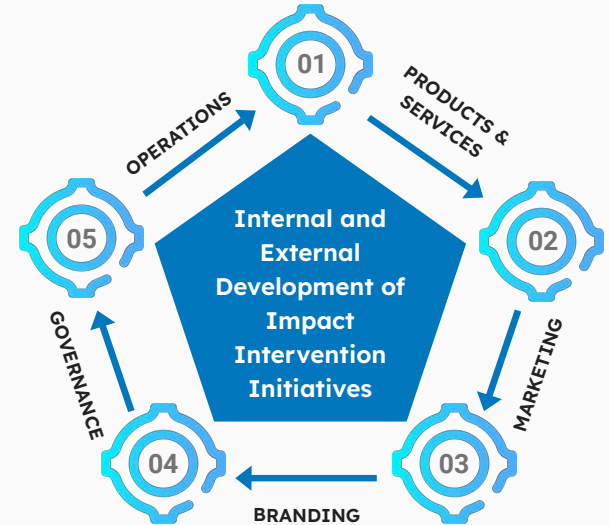 01
PRODUCTS &
SERVICES
02
MARKETING
03
BRANDING
04
GOVERNANCE
05
OPERATIONS
Internal and
External
Development of
Impact
Intervention
Initiatives